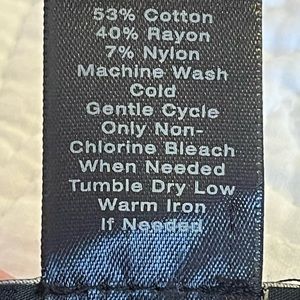 53% Cotton
40% Rayon
7% Nylon
Machine Wash
Cold
Gentle Cycle
Only Non-
Chlorine Bleach
When Needed
Tumble Dry Low
Warm Iron
If Needed